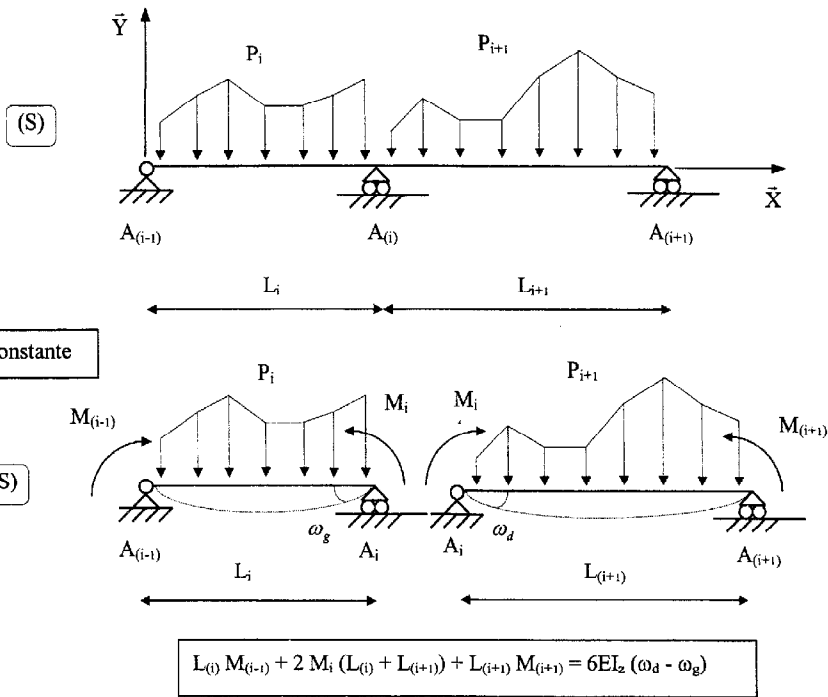 Y
P_i
P_{i+1}
(S)
X
A_{(i-1)}
A_{(i)}
A_{(i+1)}
L_i
L_{i+1}
onstante
P_i
P_{i+1}
M_{(i-1)}
M_i
M_i
M_{(i+1)}
S)
ω_g
ω_d
A_{(i-1)}
A_i
A_i
A_{(i+1)}
L_i
L_{(i+1)}
L_{(i)} M_{(i-1)} + 2 M_i (L_{(i)} + L_{(i+1)}) + L_{(i+1)} M_{(i+1)} = 6EI_z (ω_d - ω_g)